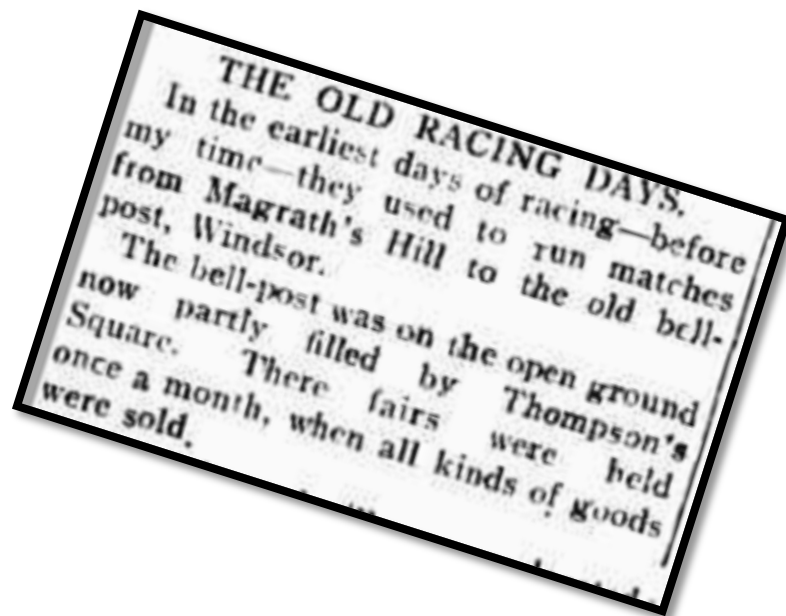 THE OLD RACING DAYS.
In the earliest days of racing—before
my time—they used to run matches
from Magrath's Hill to the old bell-
post, Windsor.
The bell-post was on the open ground
now partly filled by Thompson's
Square. There fairs were held
once a month, when all kinds of goods
were sold.